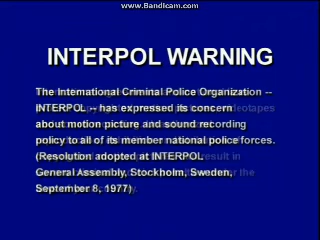 www.Bandicam.com
INTERPOL WARNING
The International Criminal Police Organization --
INTERPOL -- has expressed its concern
about motion picture and sound recording
policy to all of its member national police forces.
(Resolution adopted at INTERPOL
General Assembly, Stockholm, Sweden,
September 8, 1977)